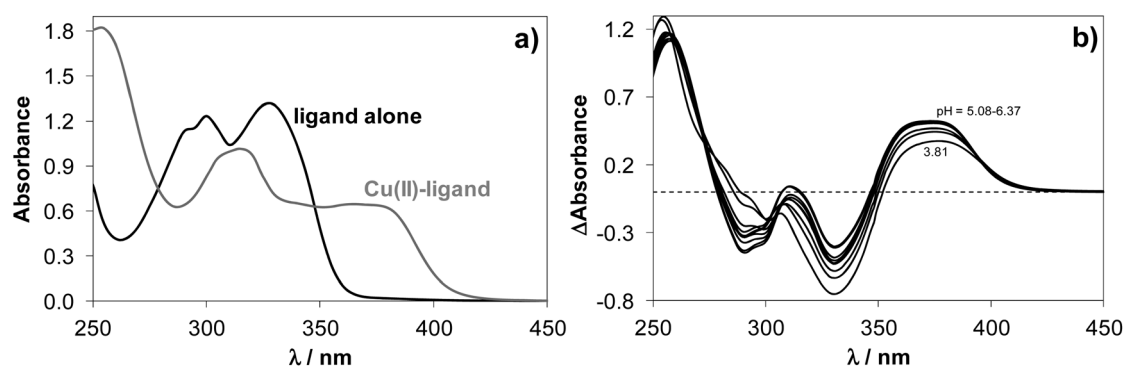 a)
1.8
1.5
1.2
0.9
0.6
0.3
0.0
Absorbance
ligand alone
Cu(II)-ligand
250 300 350 400 450
λ / nm
b)
1.2
0.7
0.2
-0.3
-0.8
ΔAbsorbance
pH = 5.08-6.37
3.81
250 300 350 400 450
λ / nm